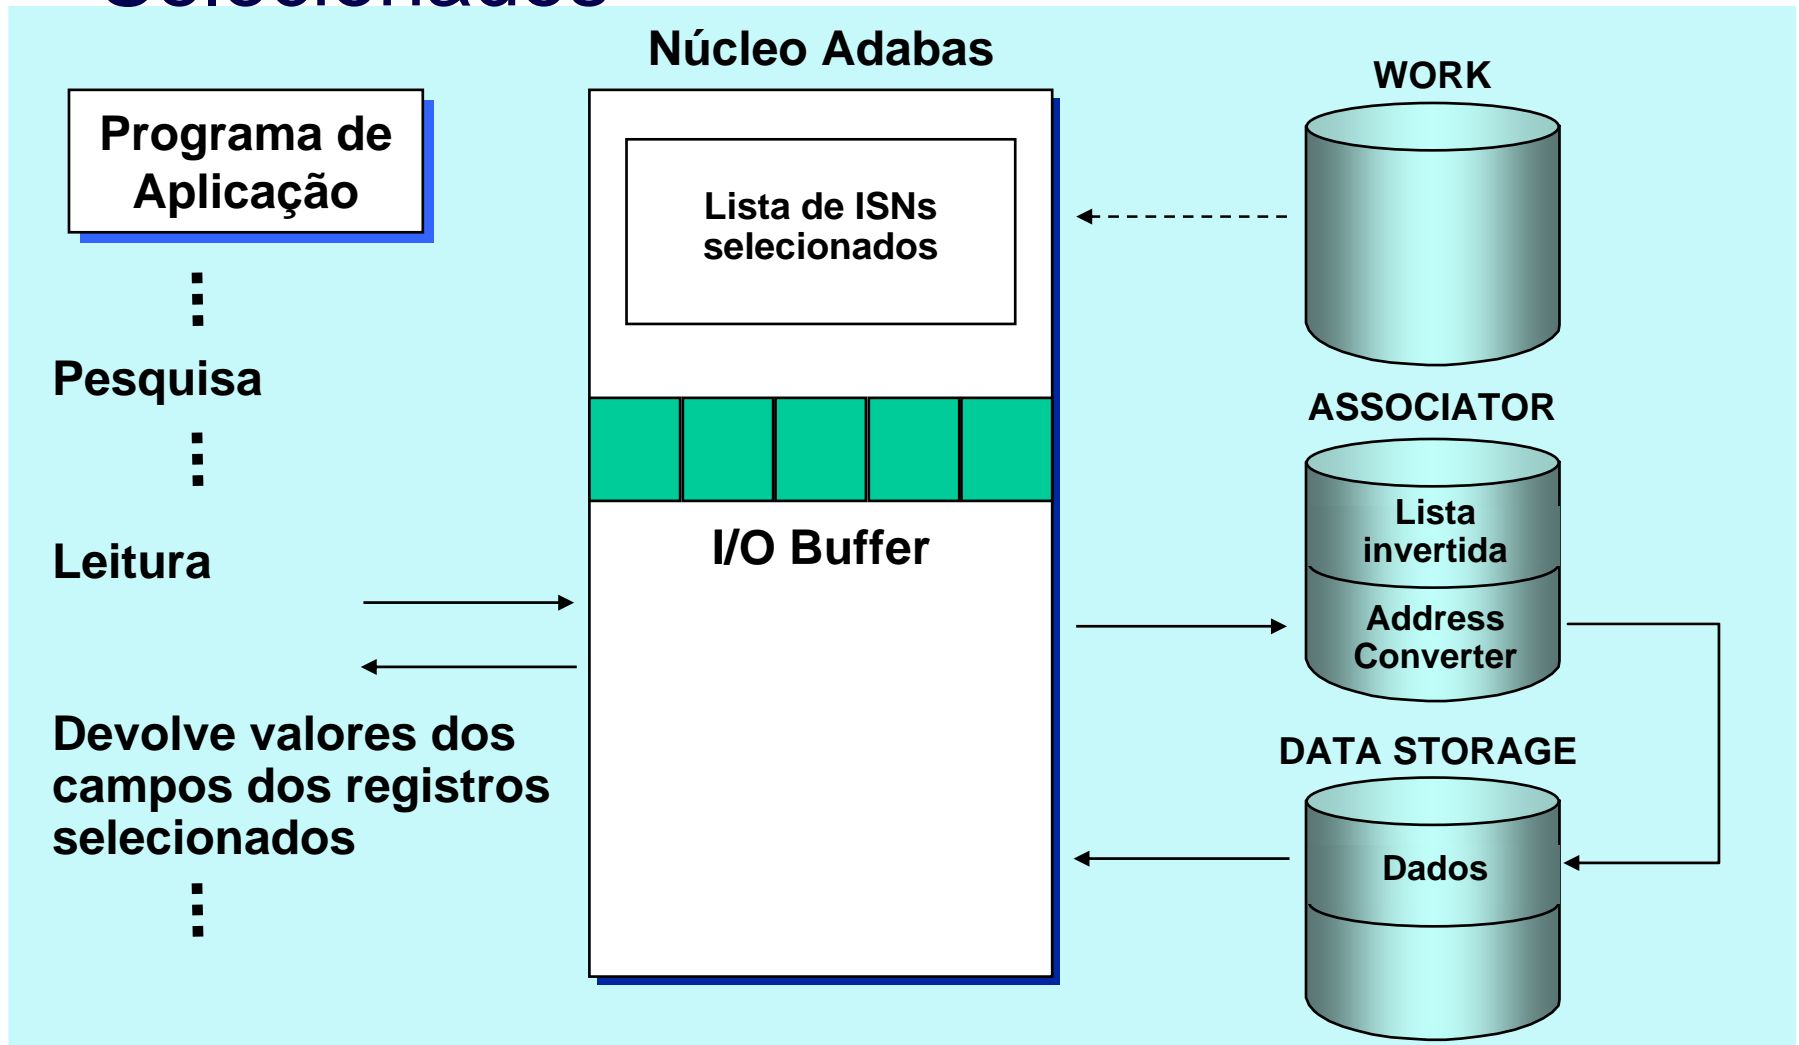 Selecionados
Núcleo Adabas
Programa de
Aplicação
Pesquisa
Leitura
Devolve valores dos
campos dos registros
selecionados
Lista de ISNs
selecionados
I/O Buffer
WORK
ASSOCIATOR
Lista
invertida
Address
Converter
DATA STORAGE
Dados